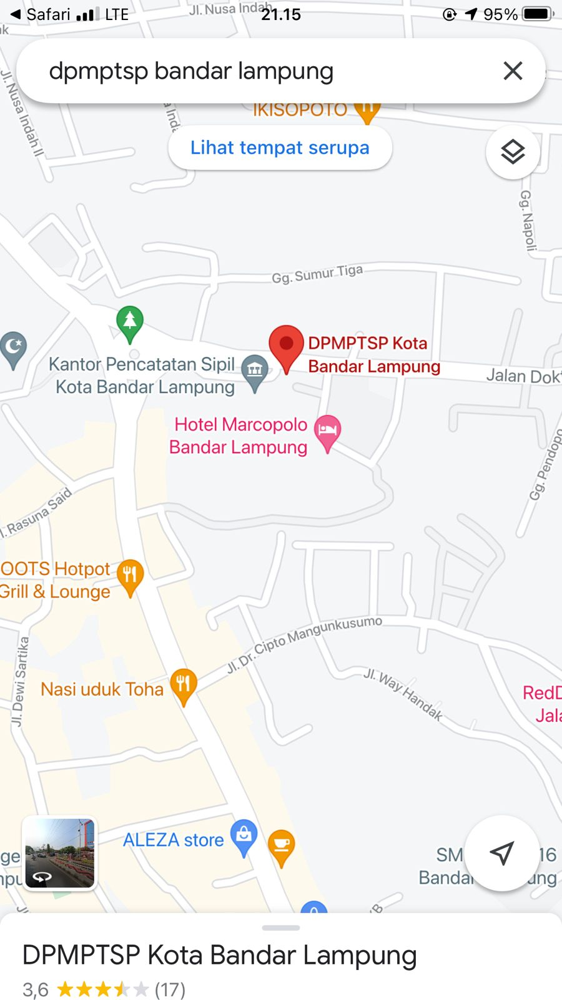 Safari LTE 21.15 95%
Jl. Nusa Indah
dpmptsp bandar lampung
Jl. Nusa Indah II
IKISOPOTO
Lihat tempat serupa
Gg. Napoli
Gg. Sumur Tiga
DPMPTSP Kota
Bandar Lampung
Kantor Pencatatan Sipil
Kota Bandar Lampung
Jalan Dok
Hotel Marcopolo
Bandar Lampung
Gg. Pendopo
l. Rasuna Said
OOTS Hotpot
Grill & Lounge
Jl. Dr. Cipto Mangunkusumo
Jl. Dewi Sartika
Nasi uduk Toha
Jl. Way Handak
RedD
Jala
ALEZA store
SM 16
Bandar ung
DPMPTSP Kota Bandar Lampung
3,6 (17)